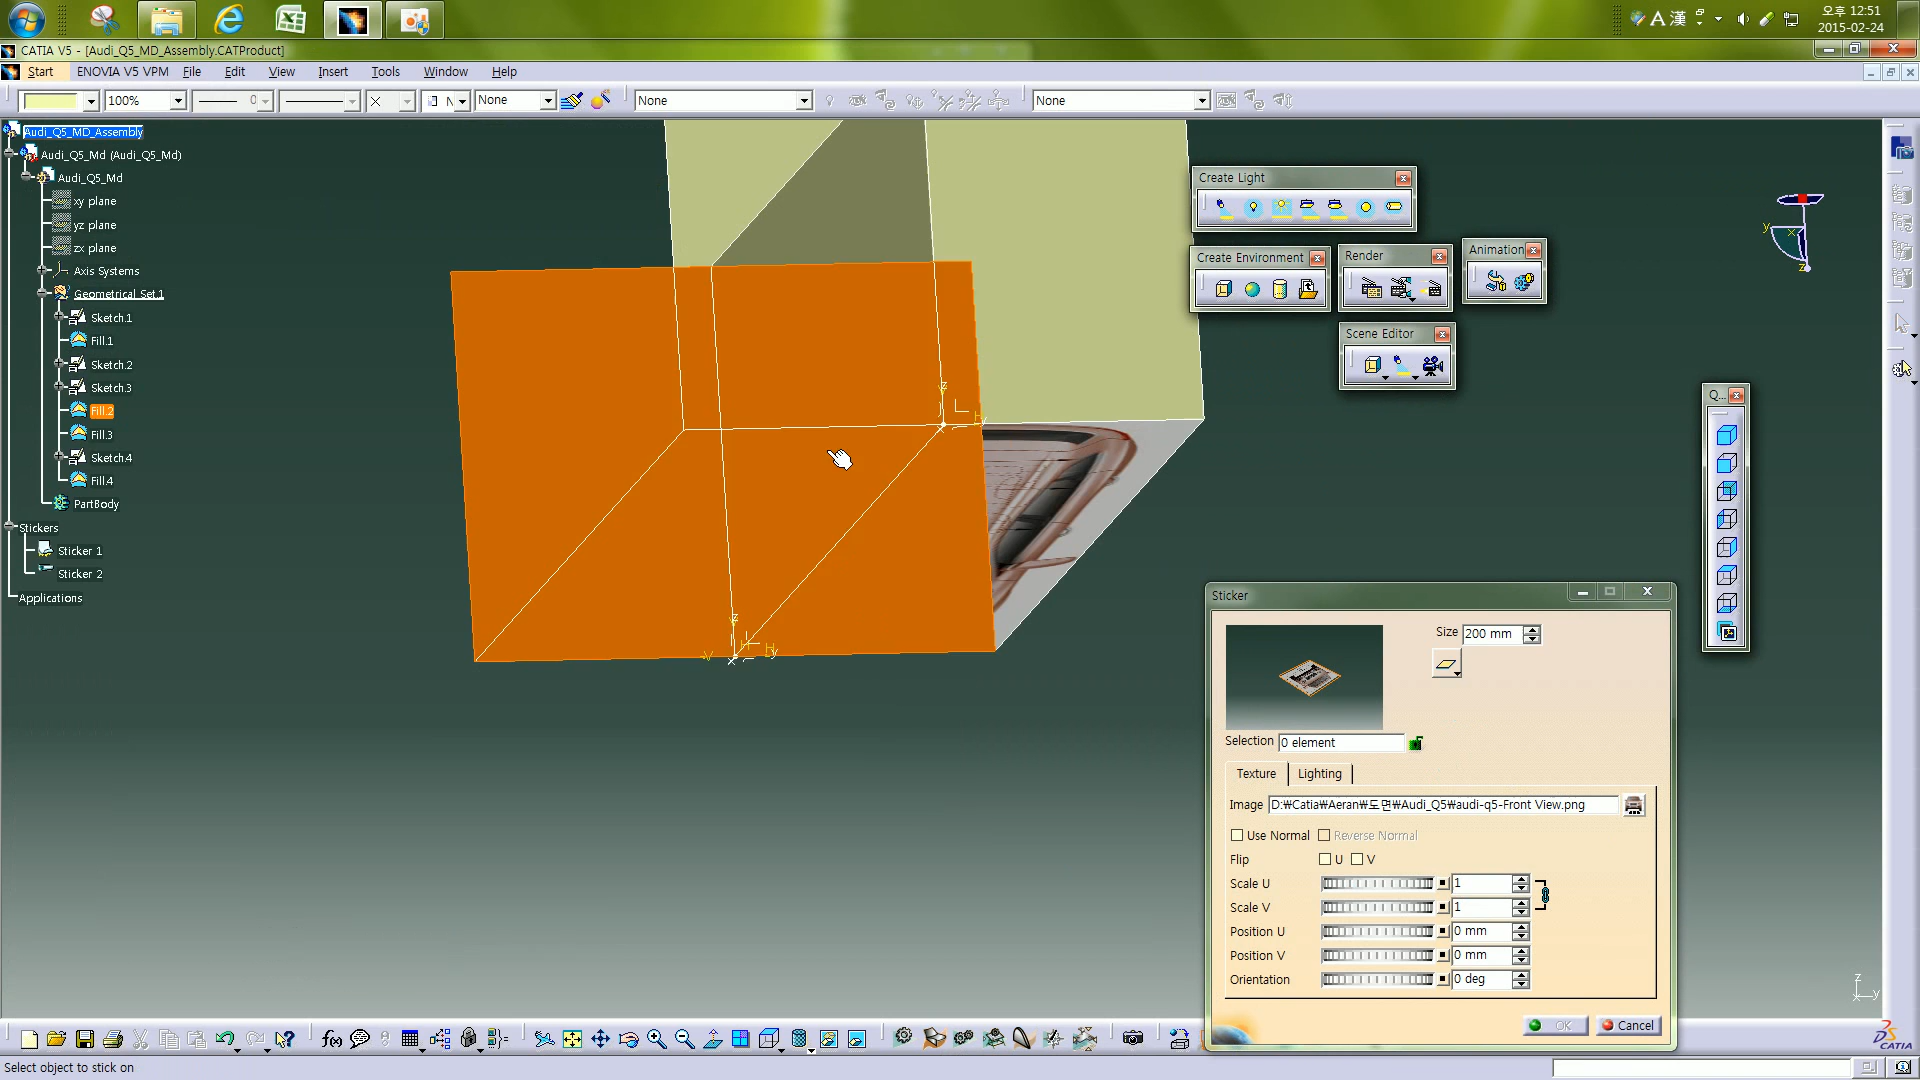 오후 12:51
A 漢
2015-02-24
CATIA V5 - [Audi_Q5_MD_Assembly.CATProduct]
Start ENOVIA V5 VPM File Edit View Insert Tools Window Help
100% 0 None None None
Audi_Q5_MD_Assembly
Audi_Q5_Md (Audi_Q5_Md)
Audi_Q5_Md
xy plane
yz plane
zx plane
Axis Systems
Geometrical_Set.1
Sketch.1
Fill.1
Sketch.2
Sketch.3
Fill.2
Fill.3
Sketch.4
Fill.4
PartBody
Stickers
Sticker 1
Sticker 2
Applications
Create Light
Create Environment
Render
Animation
Scene Editor
Q...
y
x
z
z
H
y
z
V
H
y
Sticker
Size 200 mm
Selection 0 element
Texture Lighting
Image D:₩Catia₩Aeran₩도면₩Audi_Q5₩audi-q5-Front View.png
Use Normal Reverse Normal
Flip U V
Scale U 1
Scale V 1
Position U 0 mm
Position V 0 mm
Orientation 0 deg
OK Cancel
z
x y
f(x)
CATIA
Select object to stick on